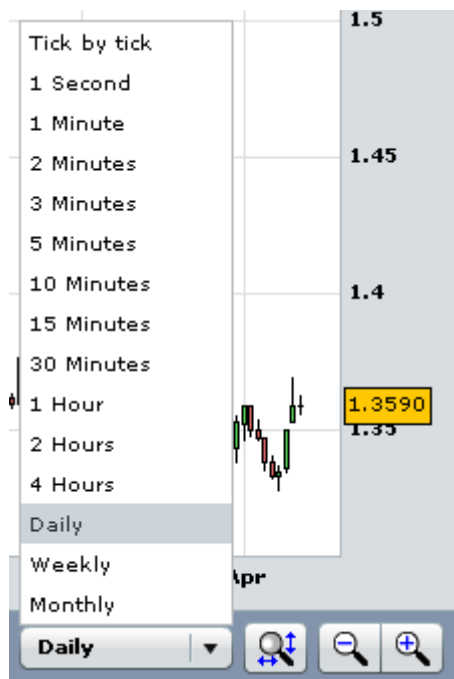 Tick by tick
1 Second
1 Minute
2 Minutes
3 Minutes
5 Minutes
10 Minutes
15 Minutes
30 Minutes
1 Hour
2 Hours
4 Hours
Daily
Weekly
Monthly
Daily
1.5
1.45
1.4
1.3590
1.35
Apr